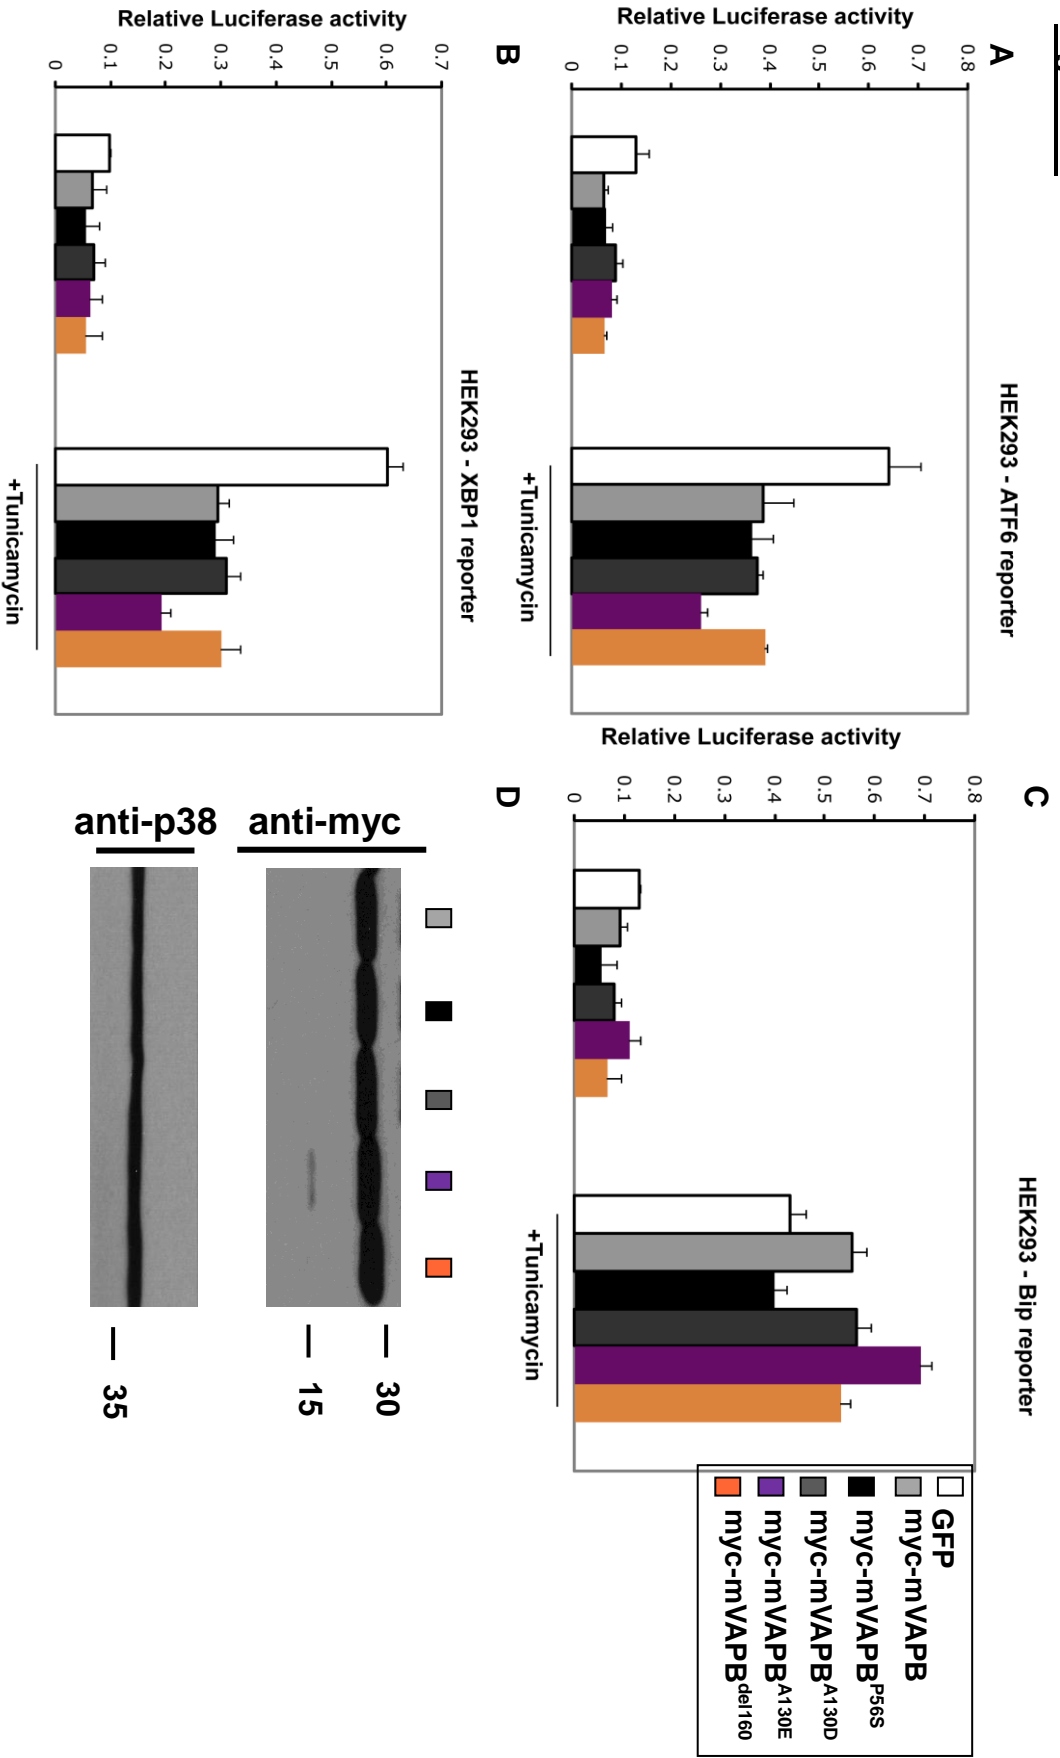 A
HEK293 - ATF6 reporter
Relative Luciferase activity
0.8
0.7
0.6
0.5
0.4
0.3
0.2
0.1
0
+Tunicamycin
B
HEK293 - XBP1 reporter
Relative Luciferase activity
0.7
0.6
0.5
0.4
0.3
0.2
0.1
0
+Tunicamycin
C
HEK293 - Bip reporter
Relative Luciferase activity
0.8
0.7
0.6
0.5
0.4
0.3
0.2
0.1
0
+Tunicamycin
GFP
myc-mVAPB
myc-mVAPBP56S
myc-mVAPBA130D
myc-mVAPBA130E
myc-mVAPBdel160
D
anti-myc
30
15
anti-p38
35